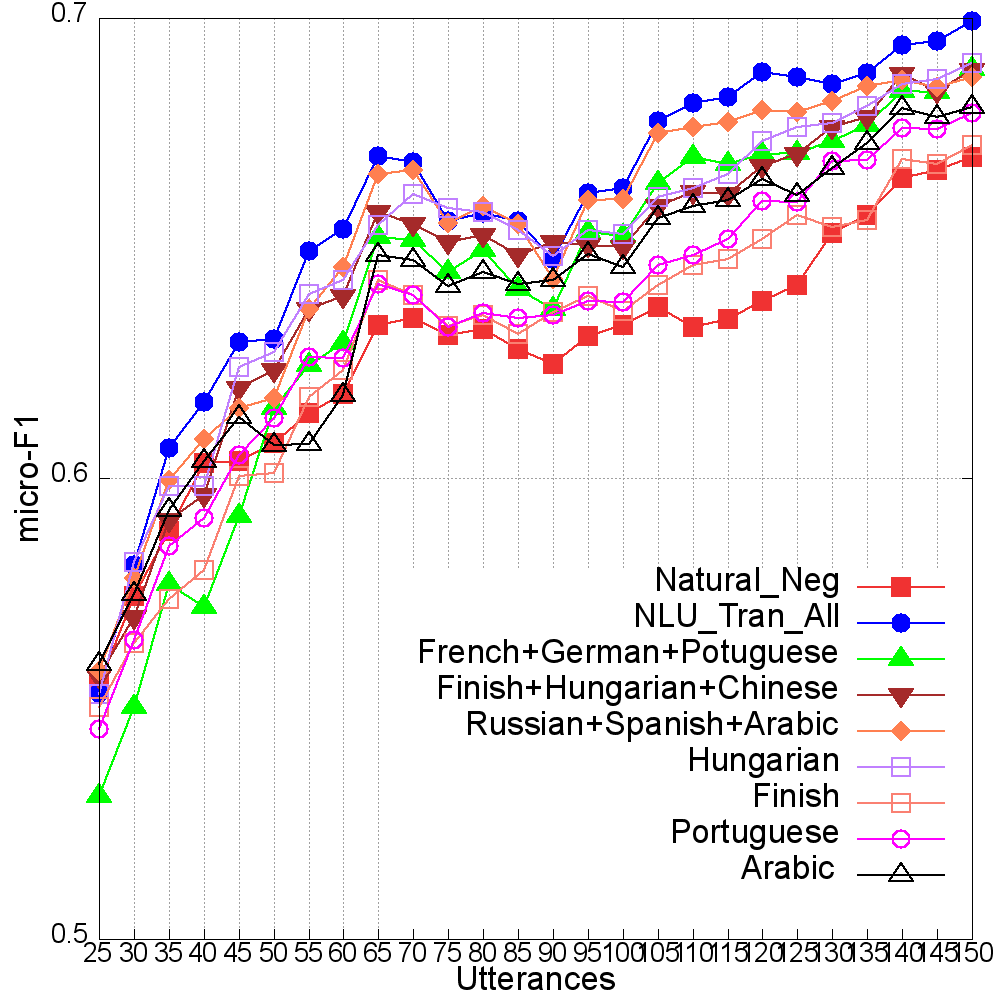 0.7
micro-F1
0.6
Natural_Neg
NLU_Tran_All
French+German+Potuguese
Finish+Hungarian+Chinese
Russian+Spanish+Arabic
Hungarian
Finish
Portuguese
Arabic
0.5
25 30 35 40 45 50 55 60 65 70 75 80 85 90 95 100 105 110 115 120 125 130 135 140 145 150
Utterances